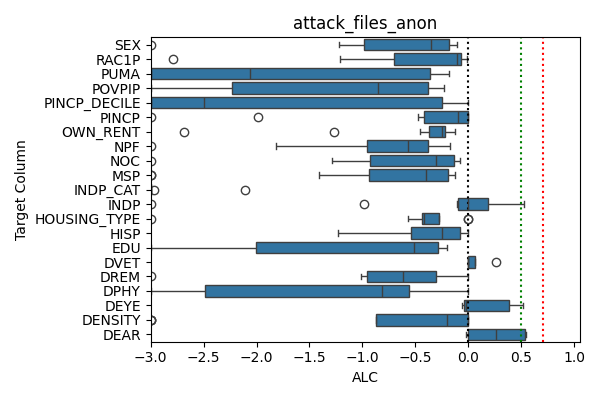 attack_files_anon
SEX
RAC1P
PUMA
POVPIP
PINCP_DECILE
PINCP
OWN_RENT
NPF
NOC
MSP
INDP_CAT
INDP
HOUSING_TYPE
HISP
EDU
DVET
DREM
DPHY
DEYE
DENSITY
DEAR
Target Column
−3.0 −2.5 −2.0 −1.5 −1.0 −0.5 0.0 0.5 1.0
ALC